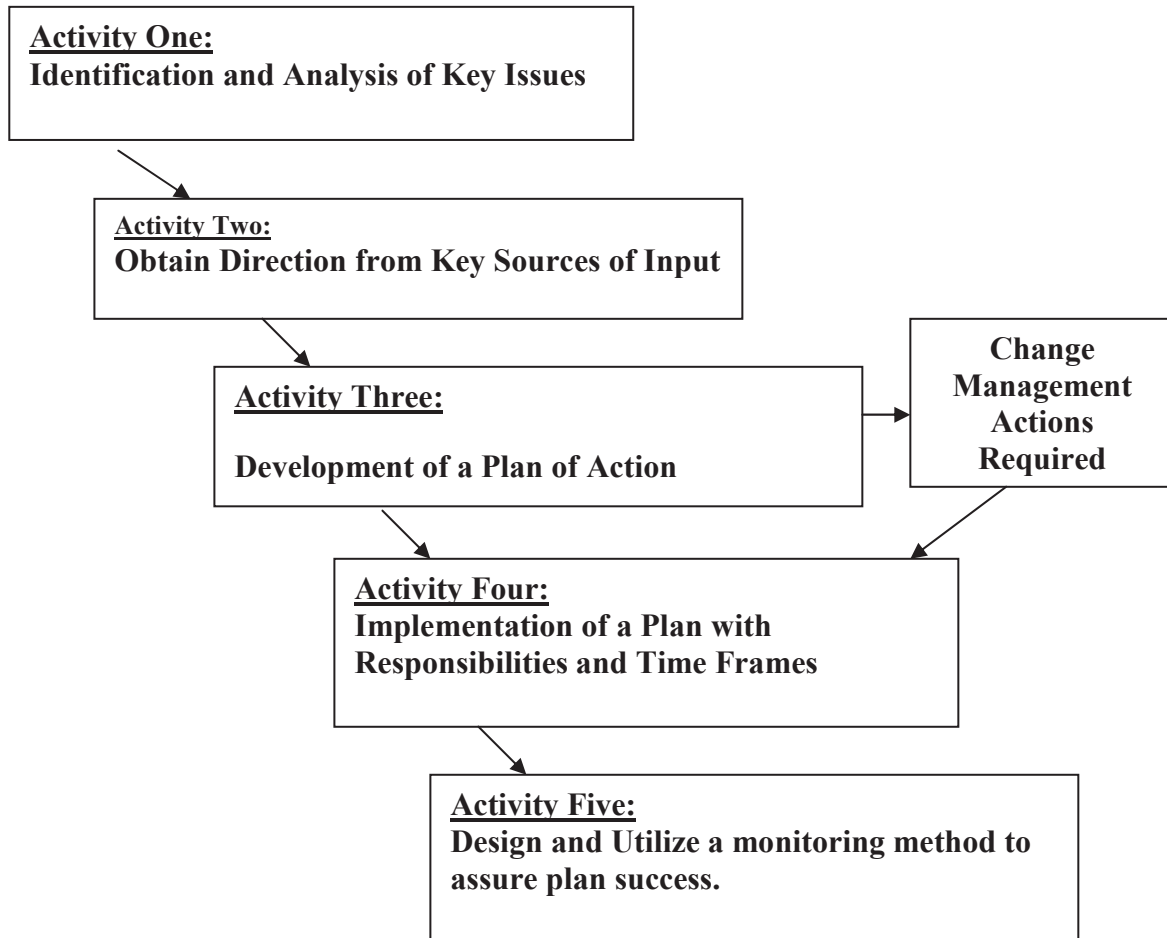 Activity One:
Identification and Analysis of Key Issues
Activity Two:
Obtain Direction from Key Sources of Input
Change
Management
Actions
Required
Activity Three:
Development of a Plan of Action
Activity Four:
Implementation of a Plan with
Responsibilities and Time Frames
Activity Five:
Design and Utilize a monitoring method to
assure plan success.